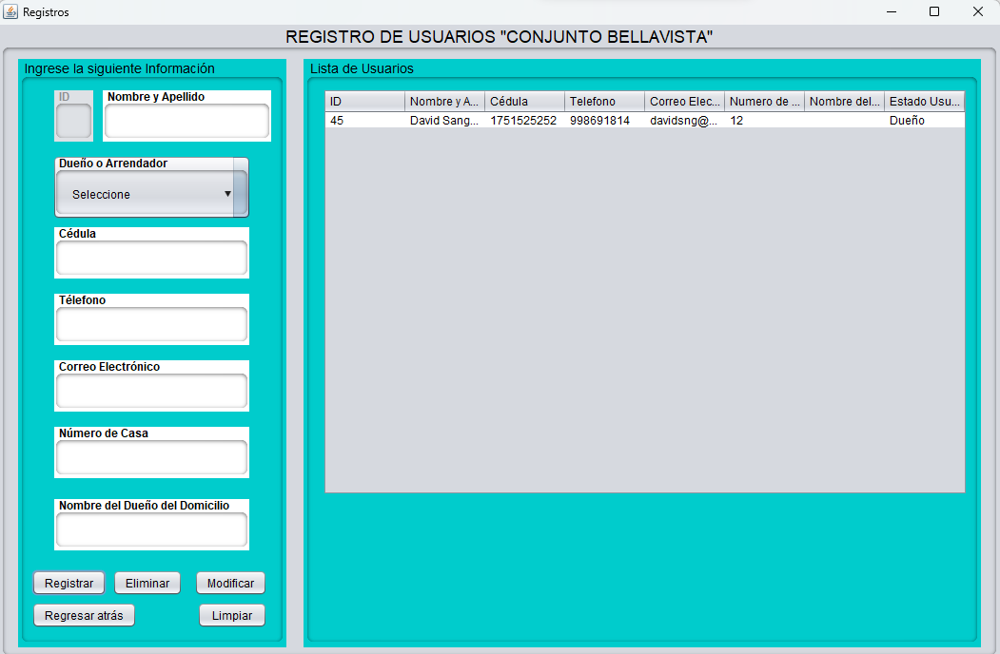 Registros
REGISTRO DE USUARIOS "CONJUNTO BELLAVISTA"
Ingrese la siguiente Información
ID
Nombre y Apellido
Dueño o Arrendador
Seleccione
Cédula
Télefono
Correo Electrónico
Número de Casa
Nombre del Dueño del Domicilio
Registrar Eliminar Modificar
Regresar atrás Limpiar
Lista de Usuarios
ID Nombre y A... Cédula Telefono Correo Elec... Numero de ... Nombre del... Estado Usu...
45 David Sang... 1751525252 998691814 davidsng@... 12 Dueño